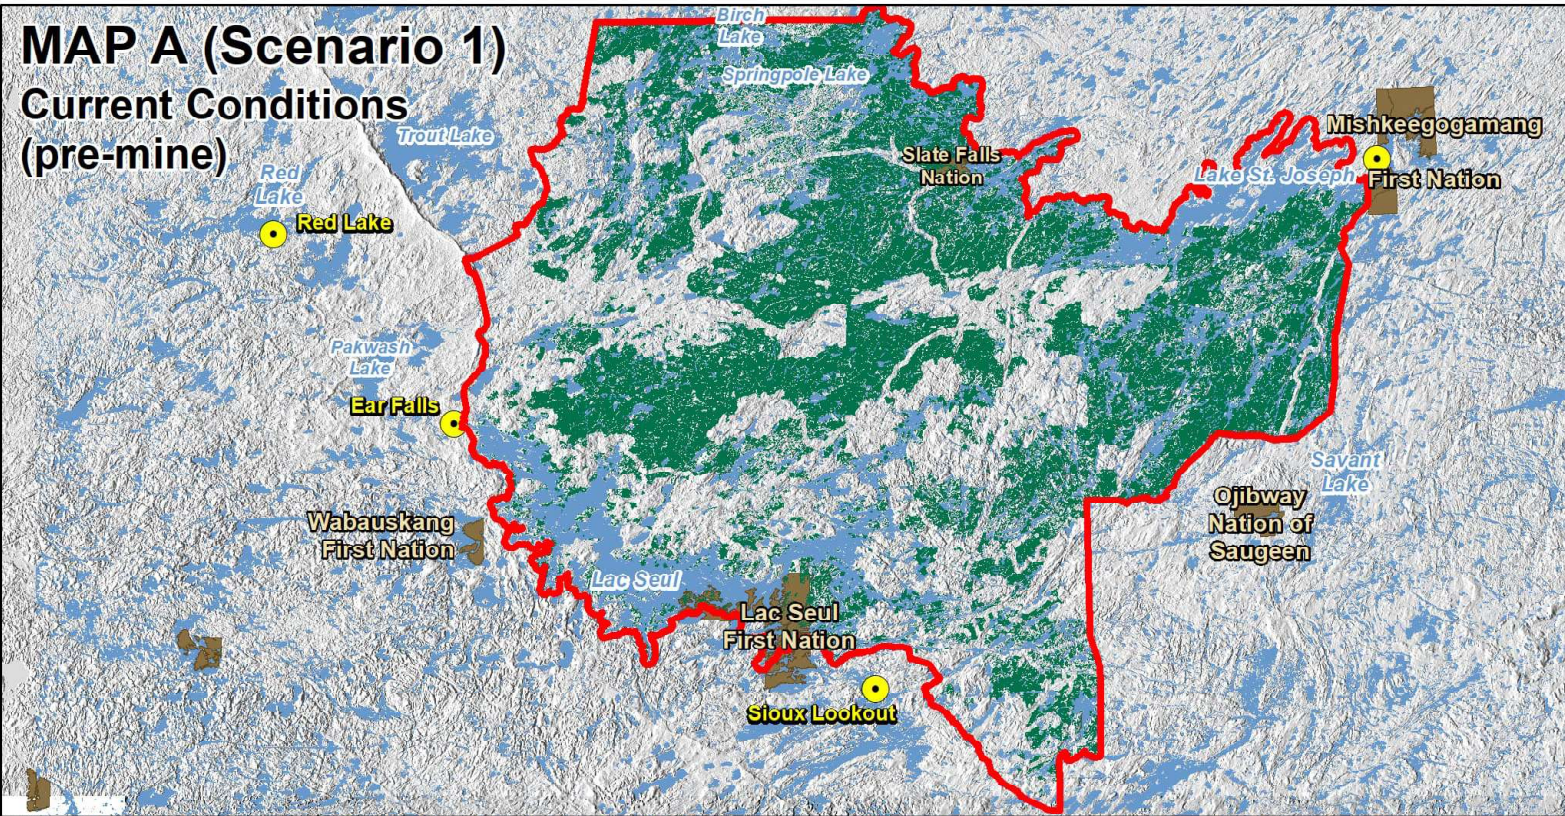 MAP A (Scenario 1)
Current Conditions
(pre-mine)
Birch
Lake
Springpole Lake
Trout Lake
Red
Lake
Red Lake
Slate Falls
Nation
Mishkeegogamang
First Nation
Lake St. Joseph
Pakwash
Lake
Ear Falls
Savant
Lake
Ojibway
Nation of
Saugeen
Wabauskang
First Nation
Lac Seul
Lac Seul
First Nation
Sioux Lookout